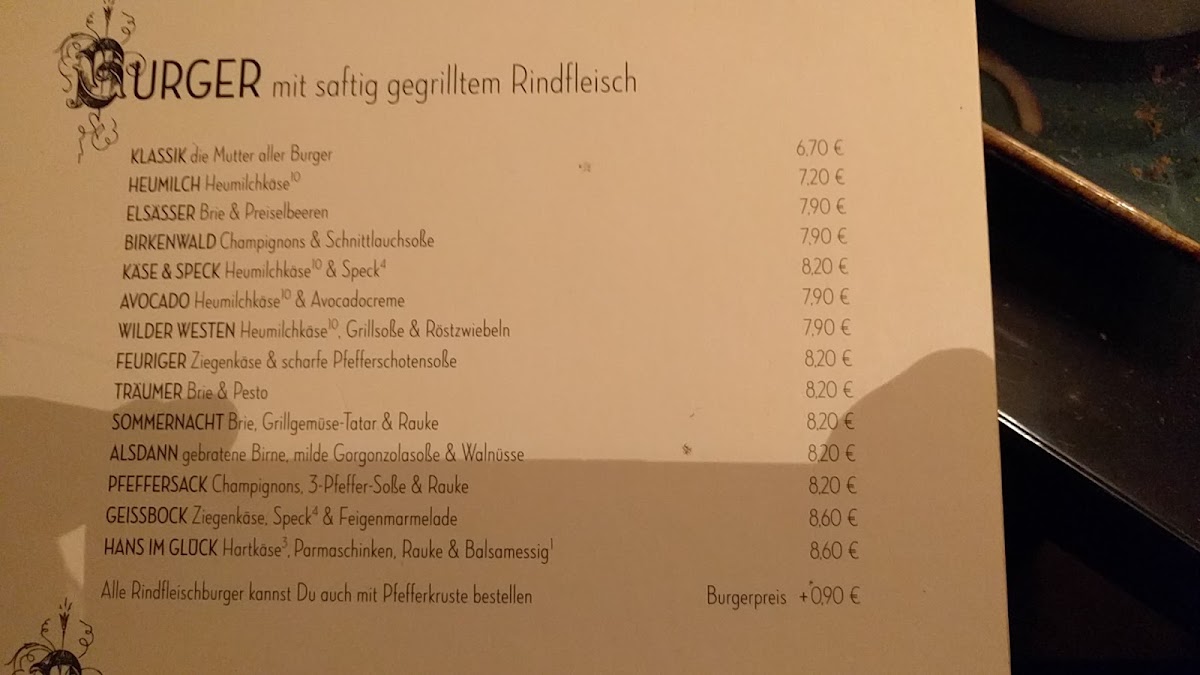 BURGER mit saftig gegrilltem Rindfleisch
KLASSIK die Mutter aller Burger 6,70 €
HEUMILCH Heumilchkäse¹⁰ 7,20 €
ELSÄSSER Brie & Preiselbeeren 7,90 €
BIRKENWALD Champignons & Schnittlauchsoße 7,90 €
KÄSE & SPECK Heumilchkäse¹⁰ & Speck⁴ 8,20 €
AVOCADO Heumilchkäse¹⁰ & Avocadocreme 7,90 €
WILDER WESTEN Heumilchkäse¹⁰, Grillsoße & Röstzwiebeln 7,90 €
FEURIGER Ziegenkäse & scharfe Pfefferschotensoße 8,20 €
TRÄUMER Brie & Pesto 8,20 €
SOMMERNACHT Brie, Grillgemüse-Tatar & Rauke 8,20 €
ALSDANN gebratene Birne, milde Gorgonzolasoße & Walnüsse 8,20 €
PFEFFERSACK Champignons, 3-Pfeffer-Soße & Rauke 8,20 €
GEISSBOCK Ziegenkäse, Speck⁴ & Feigenmarmelade 8,60 €
HANS IM GLÜCK Hartkäse³, Parmaschinken, Rauke & Balsamessig¹ 8,60 €
Alle Rindfleischburger kannst Du auch mit Pfefferkruste bestellen Burgerpreis +0,90 €